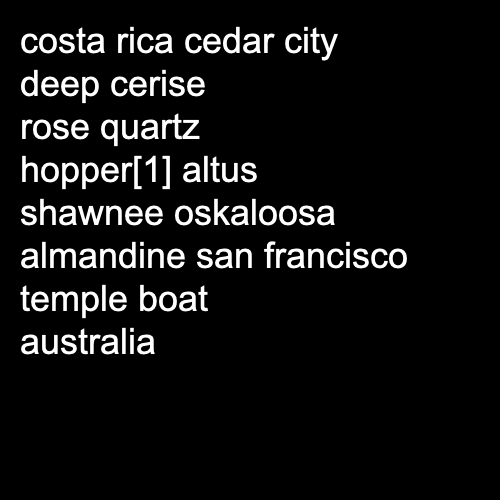 costa rica cedar city
deep cerise
rose quartz
hopper[1] altus
shawnee oskaloosa
almandine san francisco
temple boat
australia